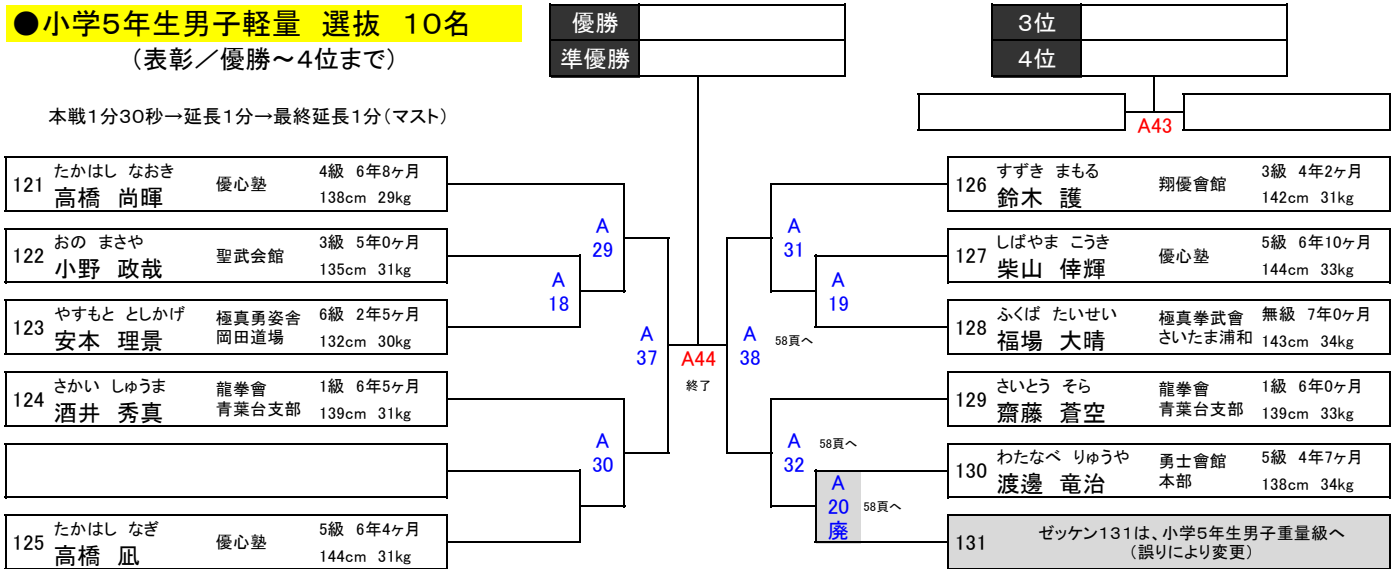 ●小学5年生男子軽量 選抜 10名
(表彰／優勝～4位まで)
本戦1分30秒→延長1分→最終延長1分(マスト)
優勝
準優勝
3位
4位
A43
121 たかはし なおき 高橋 尚暉 優心塾 4級 6年8ヶ月 138cm 29kg
122 おの まさや 小野 政哉 聖武会館 3級 5年0ヶ月 135cm 31kg
123 やすもと としかげ 安本 理景 極真勇姿舎 岡田道場 6級 2年5ヶ月 132cm 30kg
124 さかい しゅうま 酒井 秀真 龍拳會 青葉台支部 1級 6年5ヶ月 139cm 31kg
125 たかはし なぎ 高橋 凪 優心塾 5級 6年4ヶ月 144cm 31kg
A 29
A 18
A 37
A 30
A44
終了
A 38
58頁へ
A 31
A 19
A 32
58頁へ
A 20 廃
58頁へ
126 すずき まもる 鈴木 護 翔優會館 3級 4年2ヶ月 142cm 31kg
127 しばやま こうき 柴山 倖輝 優心塾 5級 6年10ヶ月 144cm 33kg
128 ふくば たいせい 福場 大晴 極真拳武會 さいたま浦和 無級 7年0ヶ月 143cm 34kg
129 さいとう そら 齋藤 蒼空 龍拳會 青葉台支部 1級 6年0ヶ月 139cm 33kg
130 わたなべ りゅうや 渡邊 竜治 勇士會館 本部 5級 4年7ヶ月 138cm 34kg
131 ゼッケン131は、小学5年生男子重量級へ
(誤りにより変更)